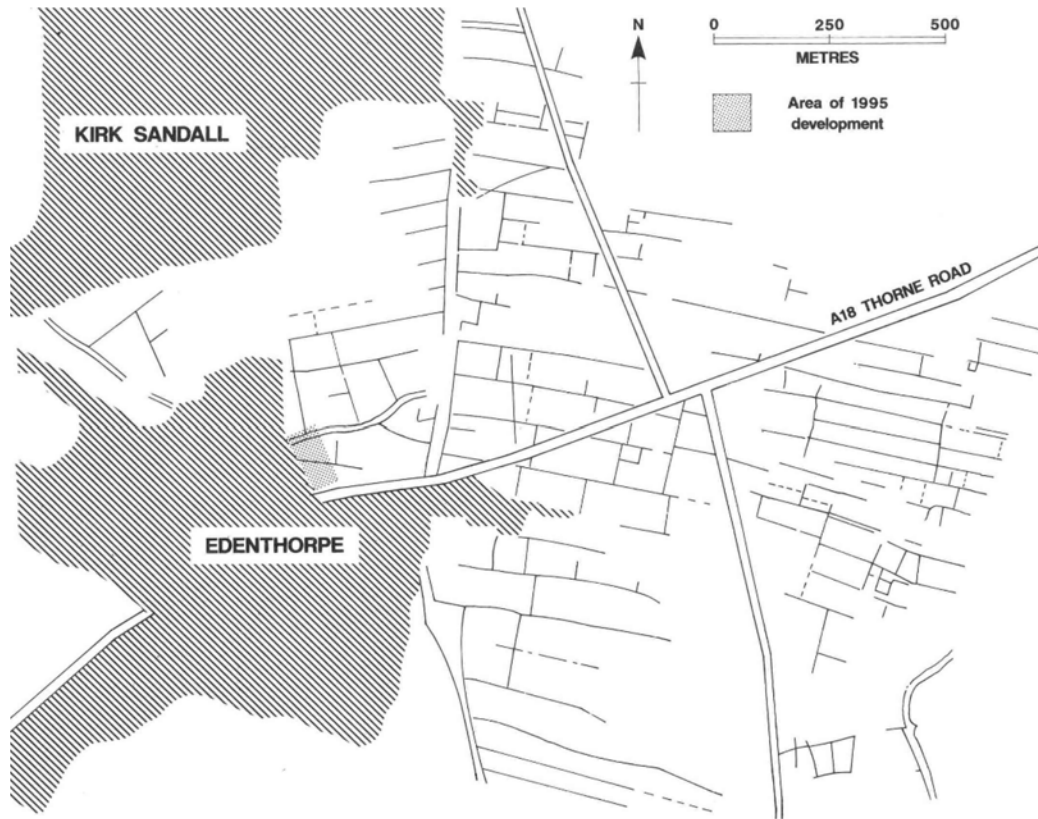 N
0 250 500
METRES
Area of 1995
development
KIRK SANDALL
A18 THORNE ROAD
EDENTHORPE